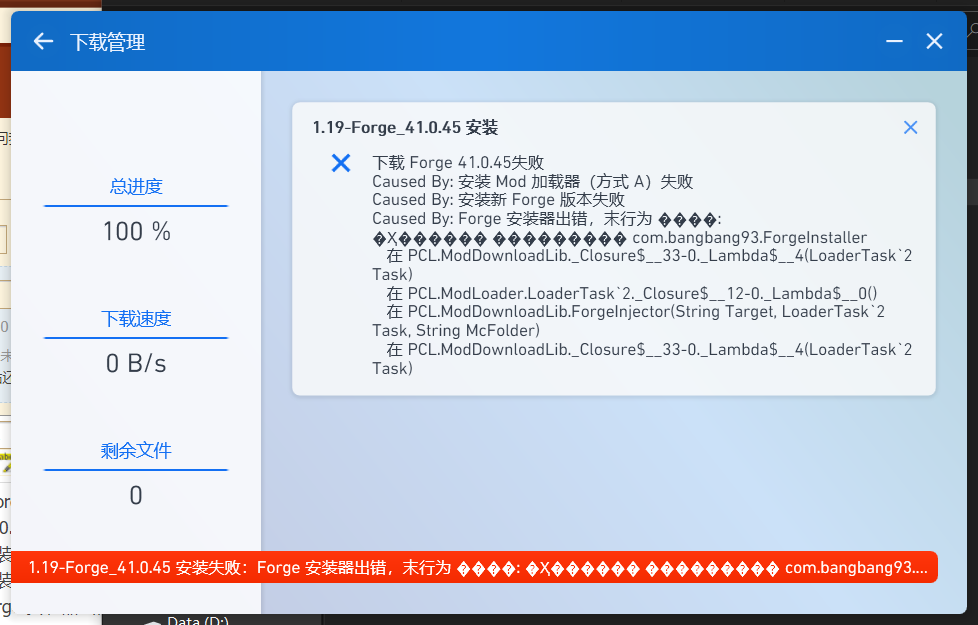 下载管理
总进度
100 %
下载速度
0 B/s
剩余文件
0
1.19-Forge_41.0.45 安装
下载 Forge 41.0.45失败
Caused By: 安装 Mod 加载器（方式 A）失败
Caused By: 安装新 Forge 版本失败
Caused By: Forge 安装器出错，末行为 ����:
�Ҳ������ ��������� com.bangbang93.ForgeInstaller
在 PCL.ModDownloadLib._Closure$__33-0._Lambda$__4(LoaderTask`2
Task)
在 PCL.ModLoader.LoaderTask`2._Closure$__12-0._Lambda$__0()
在 PCL.ModDownloadLib.ForgeInjector(String Target, LoaderTask`2
Task, String McFolder)
在 PCL.ModDownloadLib._Closure$__33-0._Lambda$__4(LoaderTask`2
Task)
1.19-Forge_41.0.45 安装失败：Forge 安装器出错，末行为 ����: �Ҳ������ ��������� com.bangbang93....
Data (D:)